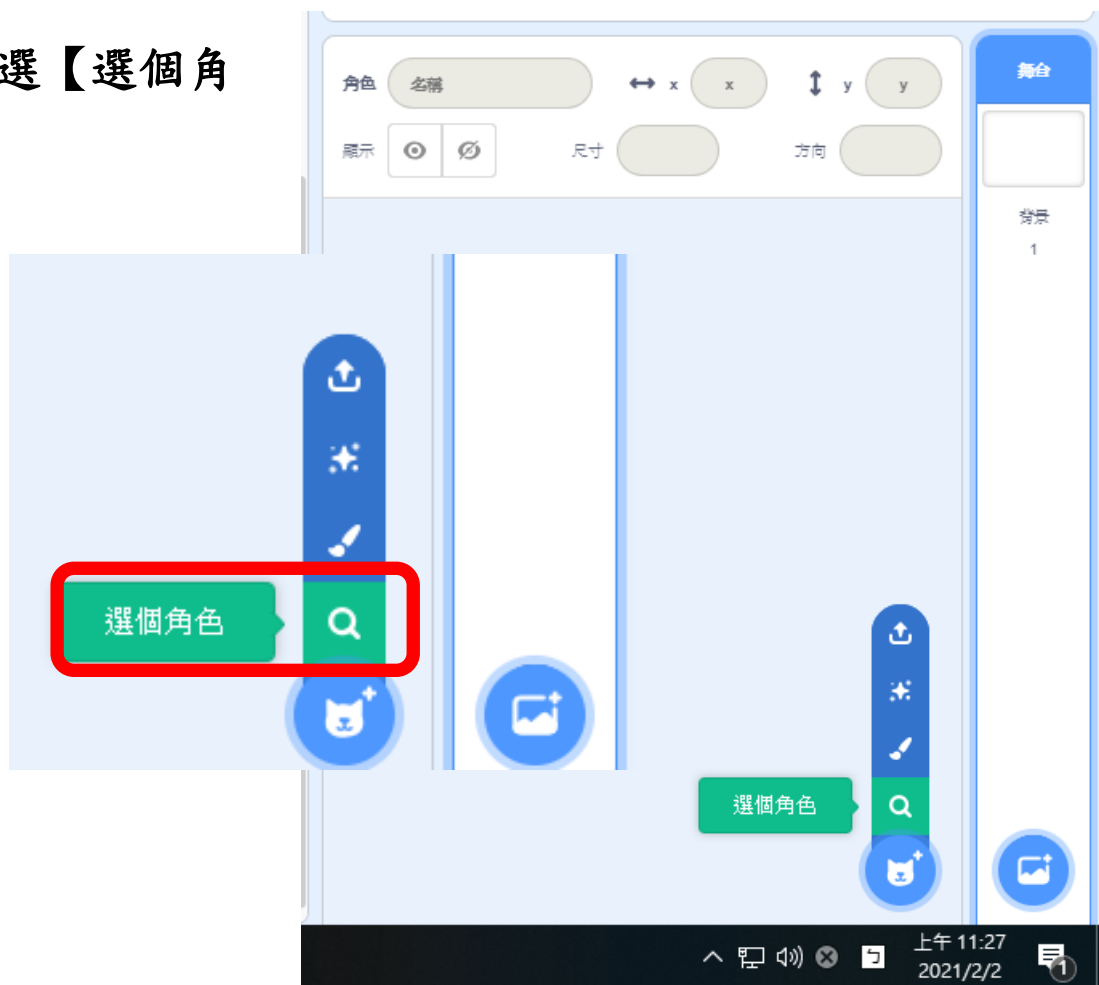 選【選個角
角色 名稱 x x y y
顯示 尺寸 方向
舞台
背景
1
選個角色
選個角色
ㄅ
上午 11:27
2021/2/2
1